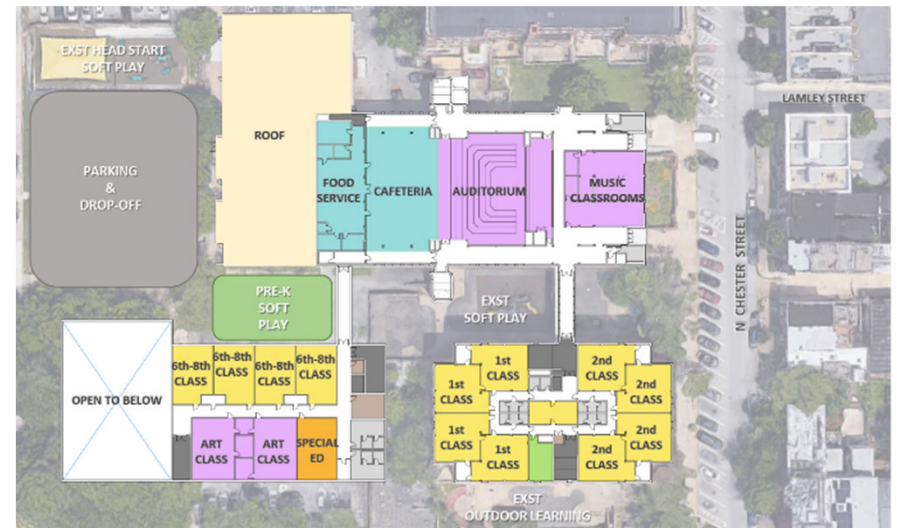 EXST HEAD START
SOFT PLAY
PARKING
&
DROP-OFF
ROOF
FOOD
SERVICE
CAFETERIA
AUDITORIUM
MUSIC
CLASSROOMS
LAMLEY STREET
N CHESTER STREET
PRE-K
SOFT
PLAY
EXST
SOFT PLAY
OPEN TO BELOW
6th-8th
CLASS
6th-8th
CLASS
6th-8th
CLASS
6th-8th
CLASS
ART
CLASS
ART
CLASS
SPECIAL
ED
1st
CLASS
1st
CLASS
1st
CLASS
1st
CLASS
2nd
CLASS
2nd
CLASS
2nd
CLASS
2nd
CLASS
EXST
OUTDOOR LEARNING